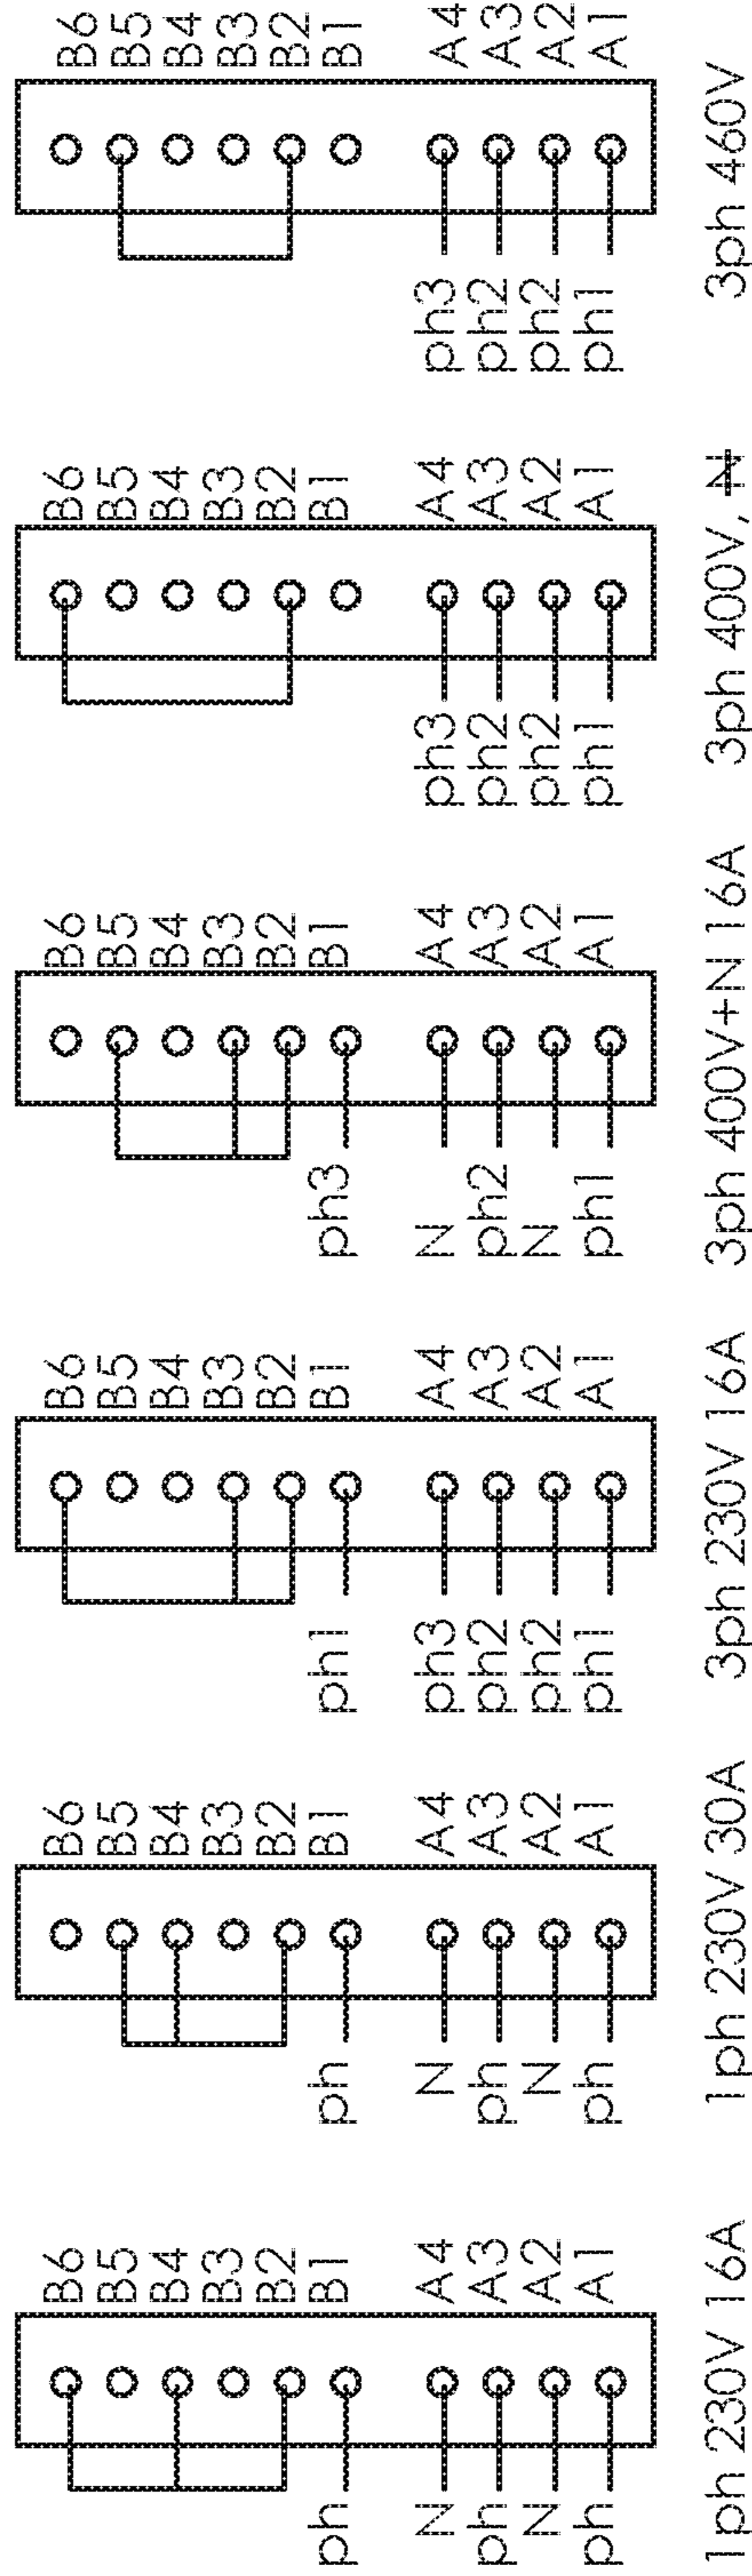 B6
B5
B4
B3
B2
ph B1
N A4
ph A3
N A2
ph A1
1ph 230V 16A
B6
B5
B4
B3
B2
ph B1
N A4
ph A3
N A2
ph A1
1ph 230V 30A
B6
B5
B4
B3
B2
ph1 B1
ph3 A4
ph2 A3
ph2 A2
ph1 A1
3ph 230V 16A
B6
B5
B4
B3
B2
ph3 B1
N A4
ph2 A3
N A2
ph1 A1
3ph 400V+N 16A
B6
B5
B4
B3
B2
B1
ph3 A4
ph2 A3
ph2 A2
ph1 A1
3ph 400V, N
B6
B5
B4
B3
B2
B1
ph3 A4
ph2 A3
ph2 A2
ph1 A1
3ph 460V